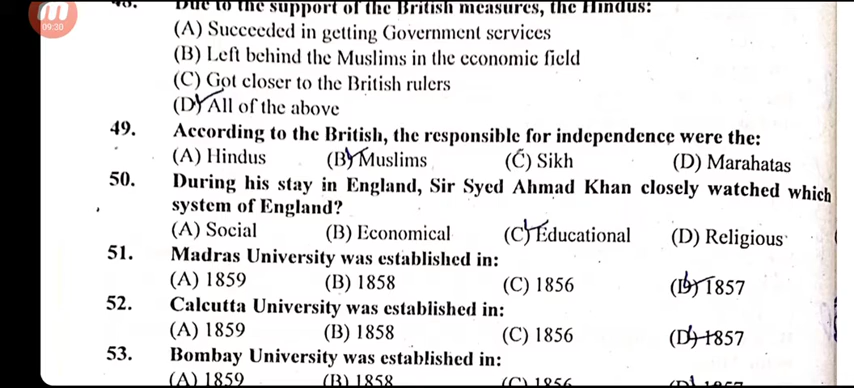 48. Due to the support of the British measures, the Hindus:
09:30
(A) Succeeded in getting Government services
(B) Left behind the Muslims in the economic field
(C) Got closer to the British rulers
(D) All of the above
49. According to the British, the responsible for independence were the:
(A) Hindus (B) Muslims (C) Sikh (D) Marahatas
50. During his stay in England, Sir Syed Ahmad Khan closely watched which
system of England?
(A) Social (B) Economical (C) Educational (D) Religious
51. Madras University was established in:
(A) 1859 (B) 1858 (C) 1856 (D) 1857
52. Calcutta University was established in:
(A) 1859 (B) 1858 (C) 1856 (D) 1857
53. Bombay University was established in:
(A) 1859 (B) 1858 (C) 1856 (D) 1857